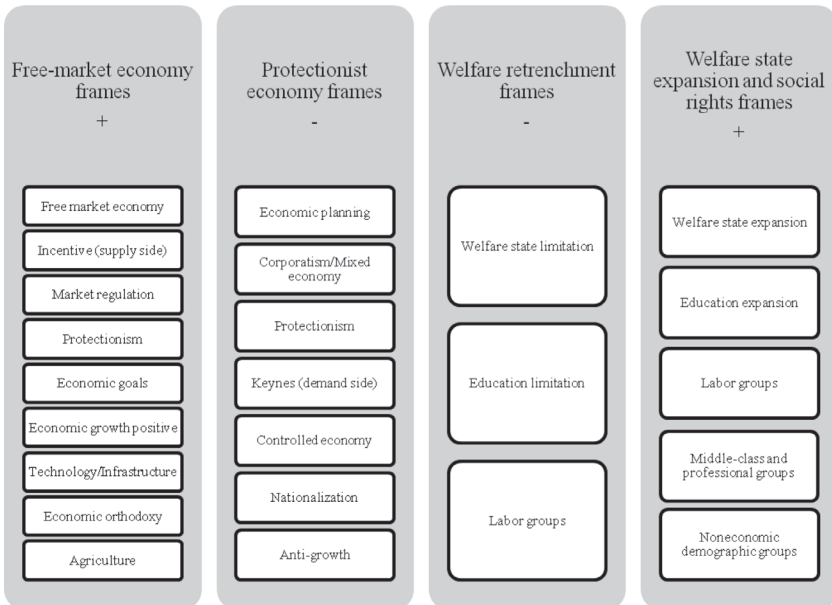 Free-market economy
frames
+
Free market economy
Incentive (supply side)
Market regulation
Protectionism
Economic goals
Economic growth positive
Technology/Infrastructure
Economic orthodoxy
Agriculture
Protectionist
economy frames
-
Economic planning
Corporatism/Mixed
economy
Protectionism
Keynes (demand side)
Controlled economy
Nationalization
Anti-growth
Welfare retrenchment
frames
-
Welfare state limitation
Education limitation
Labor groups
Welfare state
expansion and social
rights frames
+
Welfare state expansion
Education expansion
Labor groups
Middle-class and
professional groups
Noneconomic
demographic groups